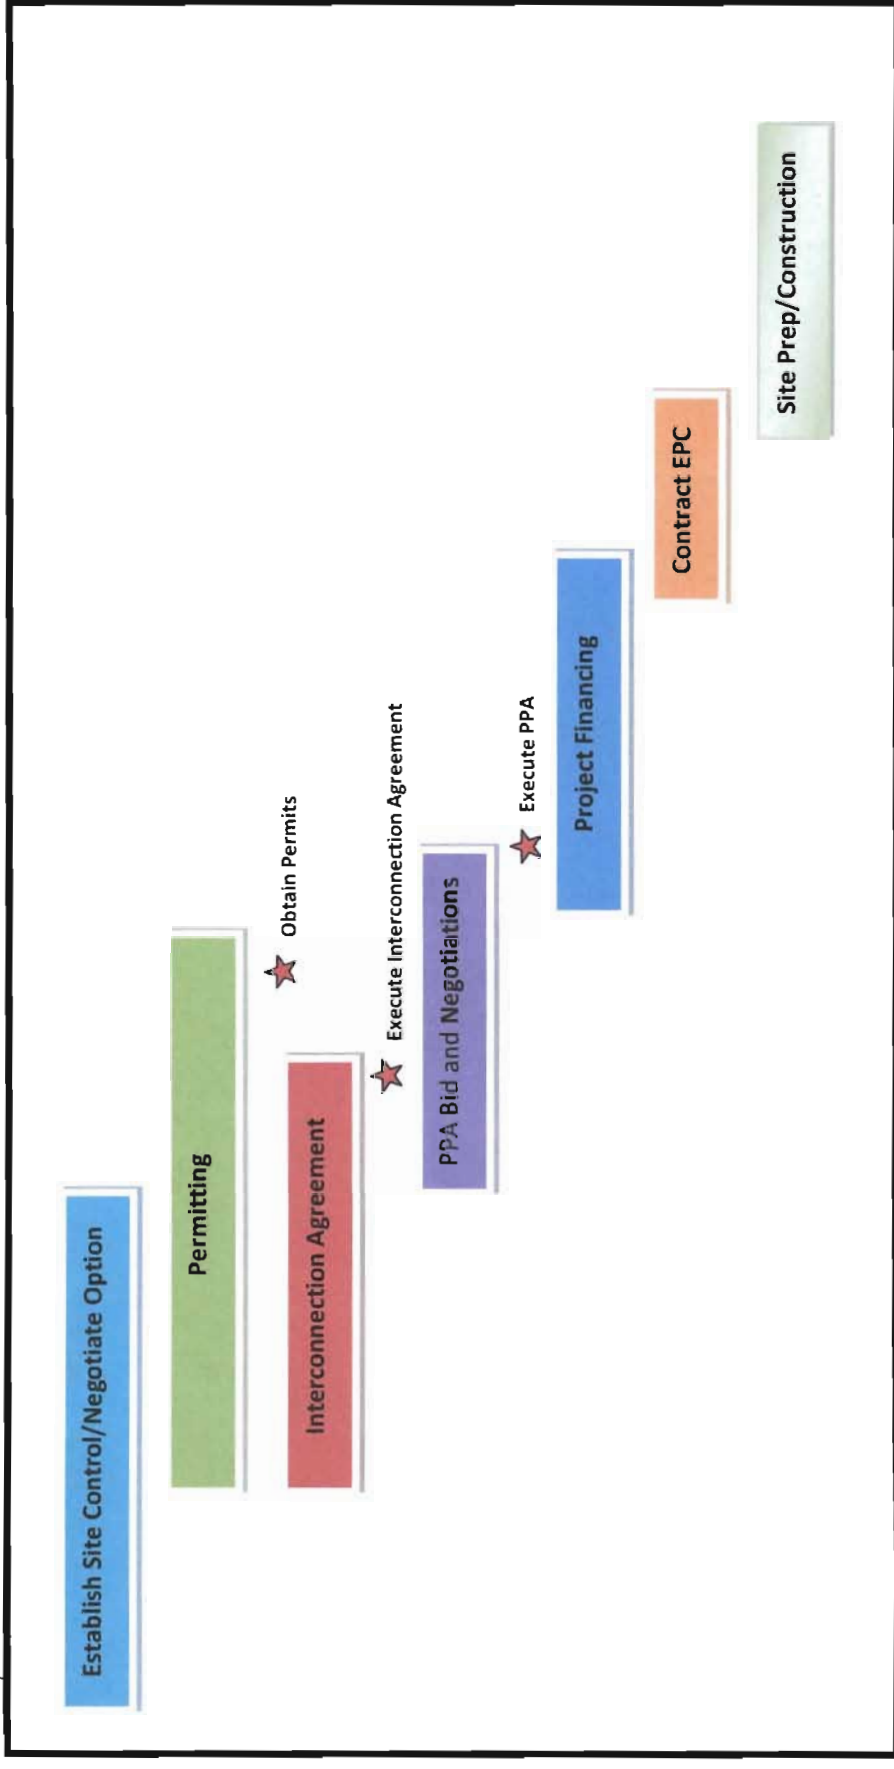 Establish Site Control/Negotiate Option
Permitting
Obtain Permits
Interconnection Agreement
Execute Interconnection Agreement
PPA Bid and Negotiations
Execute PPA
Project Financing
Contract EPC
Site Prep/Construction